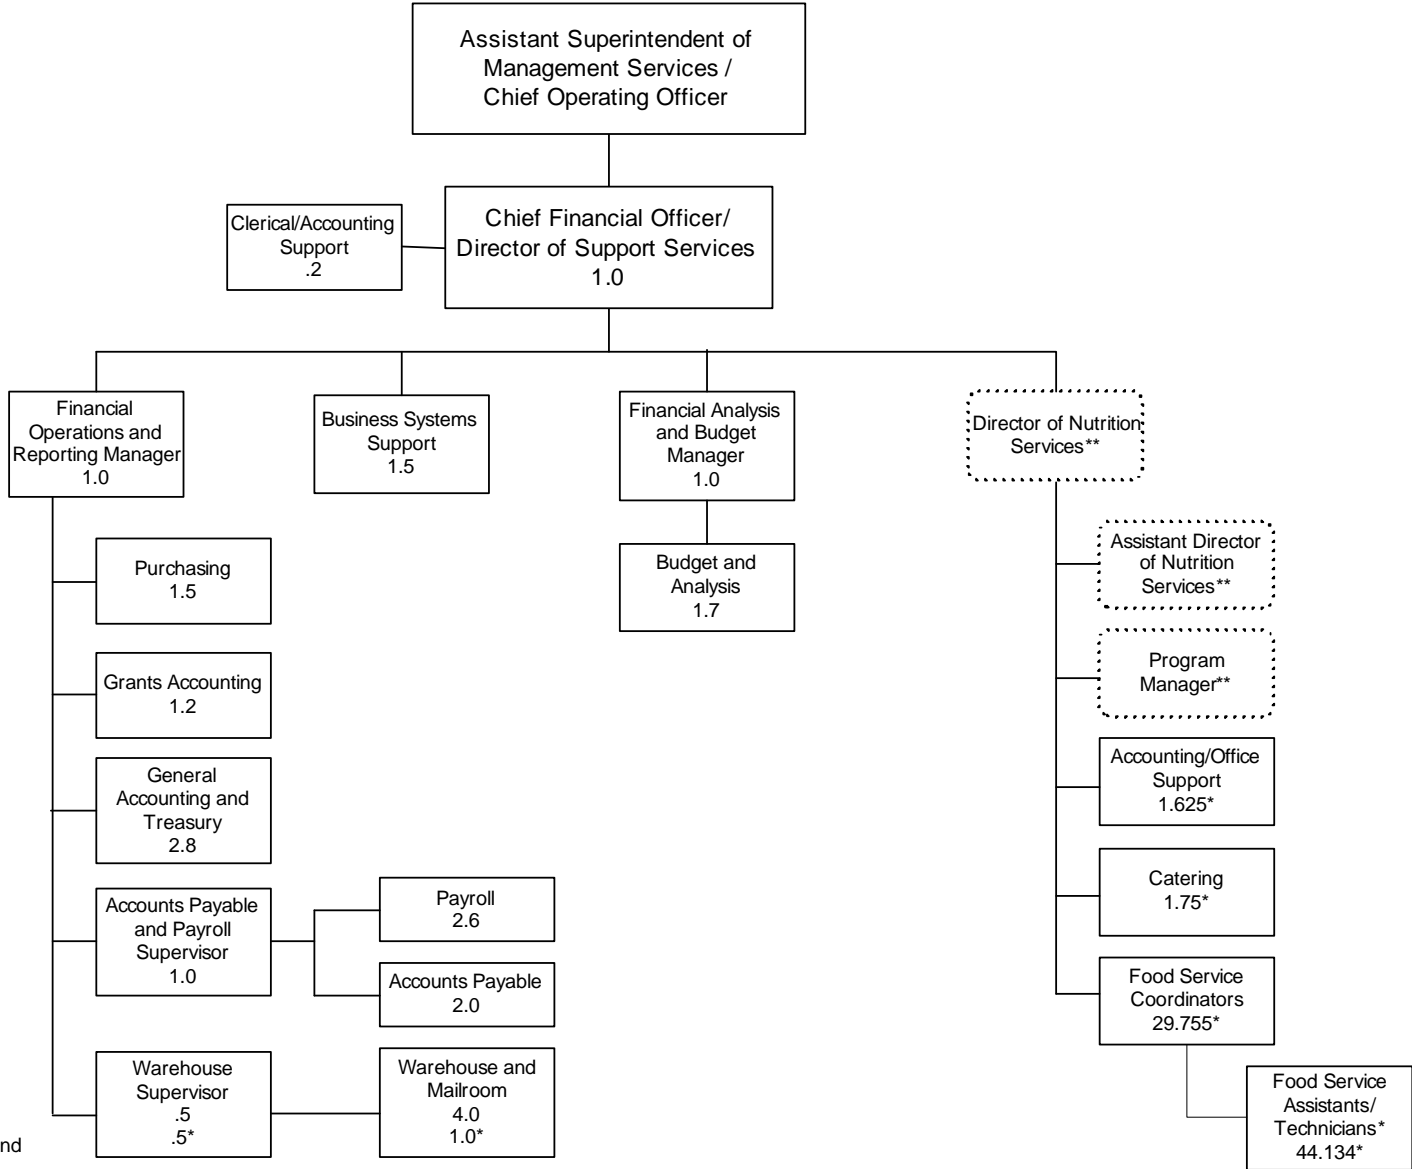 Assistant Superintendent of
Management Services /
Chief Operating Officer
Clerical/Accounting
Support
.2
Chief Financial Officer/
Director of Support Services
1.0
Financial
Operations and
Reporting Manager
1.0
Business Systems
Support
1.5
Financial Analysis
and Budget
Manager
1.0
Director of Nutrition
Services**
Purchasing
1.5
Budget and
Analysis
1.7
Assistant Director
of Nutrition
Services**
Grants Accounting
1.2
Program
Manager**
General
Accounting and
Treasury
2.8
Accounting/Office
Support
1.625*
Accounts Payable
and Payroll
Supervisor
1.0
Payroll
2.6
Accounts Payable
2.0
Catering
1.75*
Food Service
Coordinators
29.755*
Warehouse
Supervisor
.5
.5*
Warehouse and
Mailroom
4.0
1.0*
Food Service
Assistants/
Technicians*
44.134*
nd